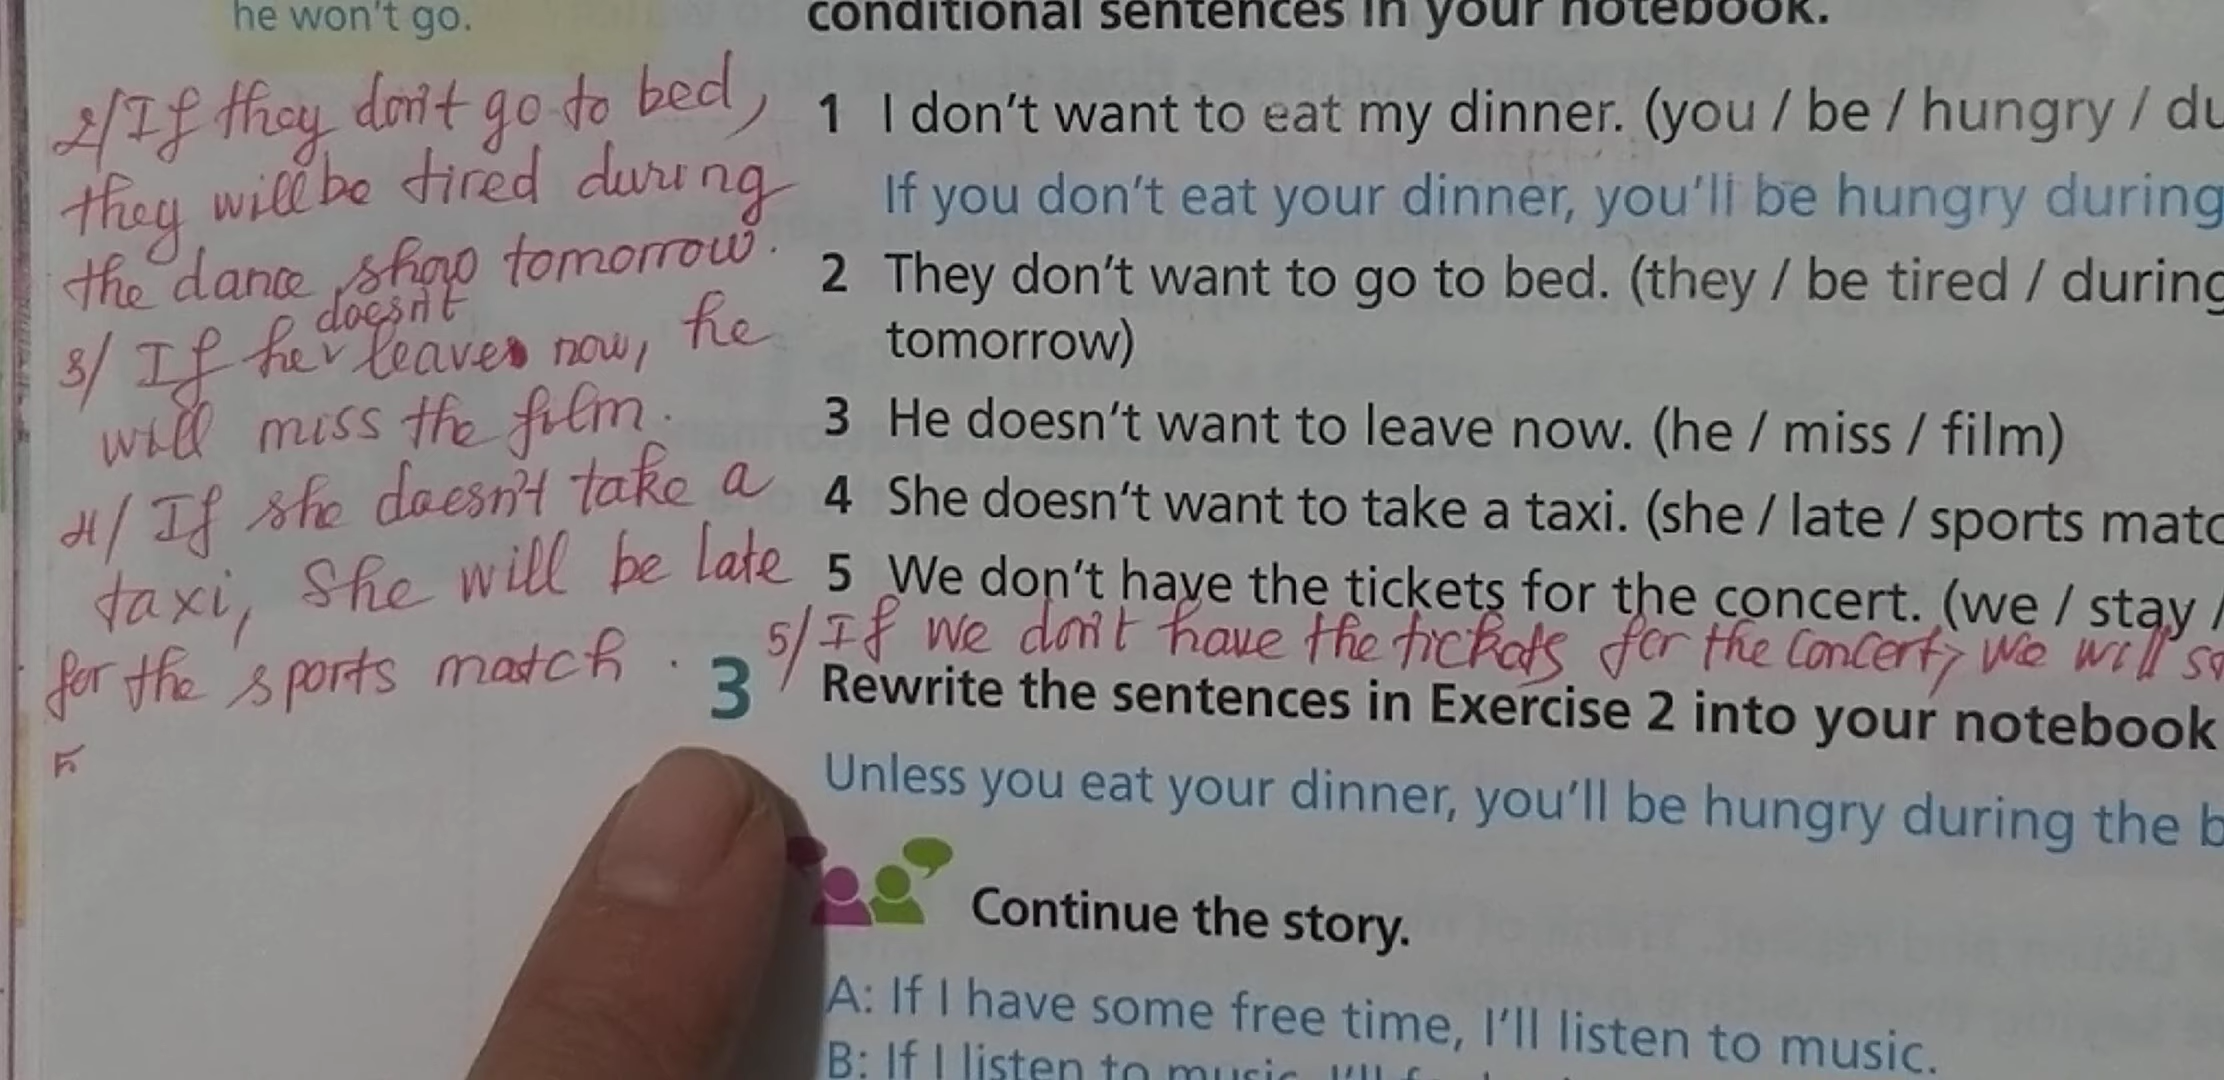 he won't go.
2/ If they don't go to bed,
they will be tired during
the dance show tomorrow.
doesn't
3/ If he leave now, he
will miss the film.
4/ If she doesn't take a
taxi, She will be late
for the sports match.
5
conditional sentences in your notebook.
1 I don't want to eat my dinner. (you / be / hungry / du
If you don't eat your dinner, you'll be hungry during
2 They don't want to go to bed. (they / be tired / during
tomorrow)
3 He doesn't want to leave now. (he / miss / film)
4 She doesn't want to take a taxi. (she / late / sports matc
5 We don't have the tickets for the concert. (we / stay /
5/ If we don't have the tickets for the concert, we will st
3 Rewrite the sentences in Exercise 2 into your notebook
Unless you eat your dinner, you'll be hungry during the b
Continue the story.
A: If I have some free time, I'll listen to music.
B: If I listen to music, I'll f